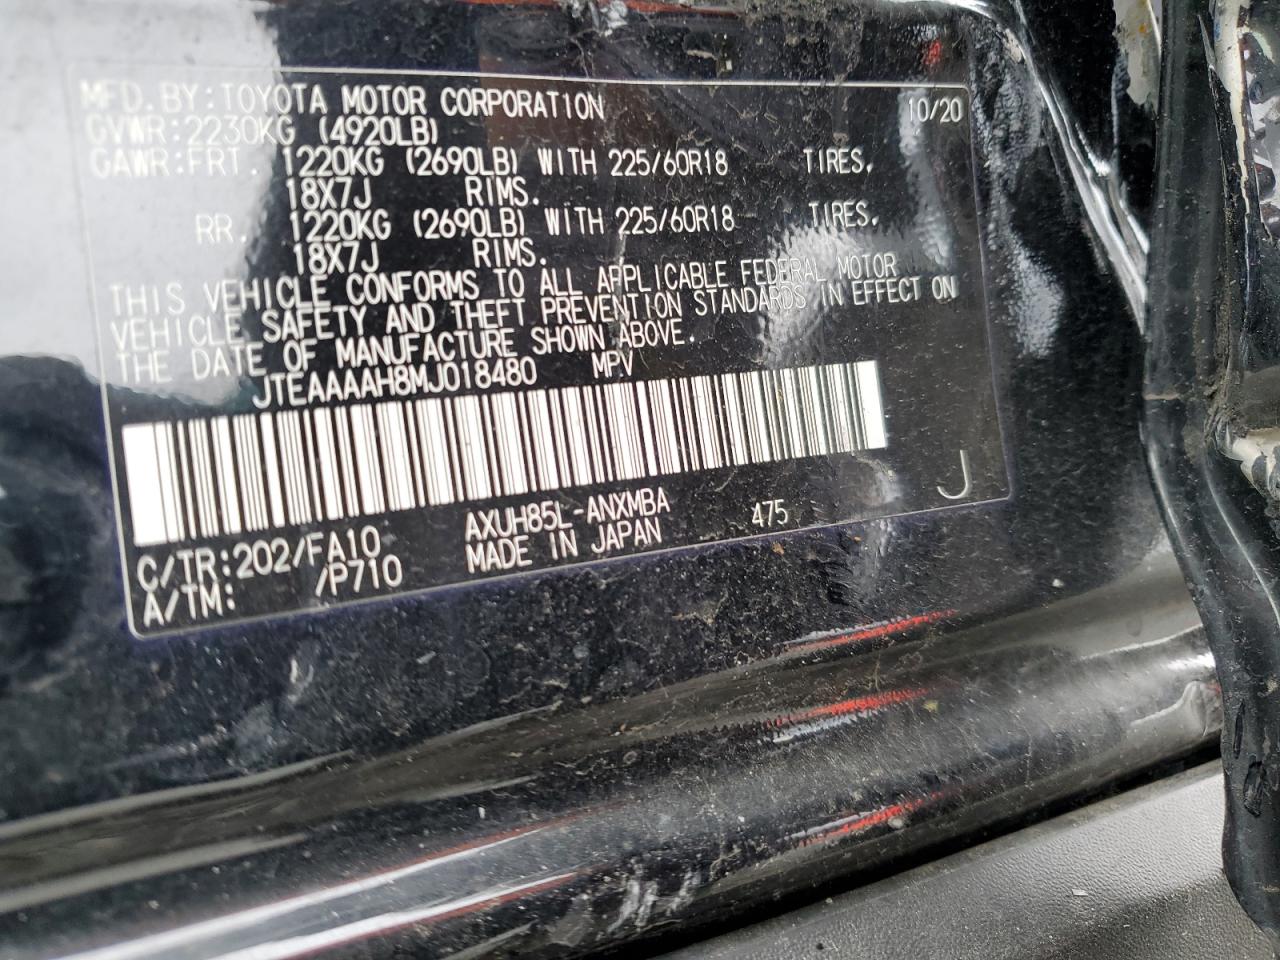 MFD.BY:TOYOTA MOTOR CORPORATION 10/20
GVWR:2230KG (4920LB)
GAWR:FRT. 1220KG (2690LB) WITH 225/60R18 TIRES,
18X7J RIMS.
RR. 1220KG (2690LB) WITH 225/60R18 TIRES,
18X7J RIMS.
THIS VEHICLE CONFORMS TO ALL APPLICABLE FEDERAL MOTOR
VEHICLE SAFETY AND THEFT PREVENTION STANDARDS IN EFFECT ON
THE DATE OF MANUFACTURE SHOWN ABOVE.
JTEAAAAH8MJ018480 MPV
C/TR:202/FA10 AXUH85L-ANXMBA 475 J
A/TM: /P710 MADE IN JAPAN